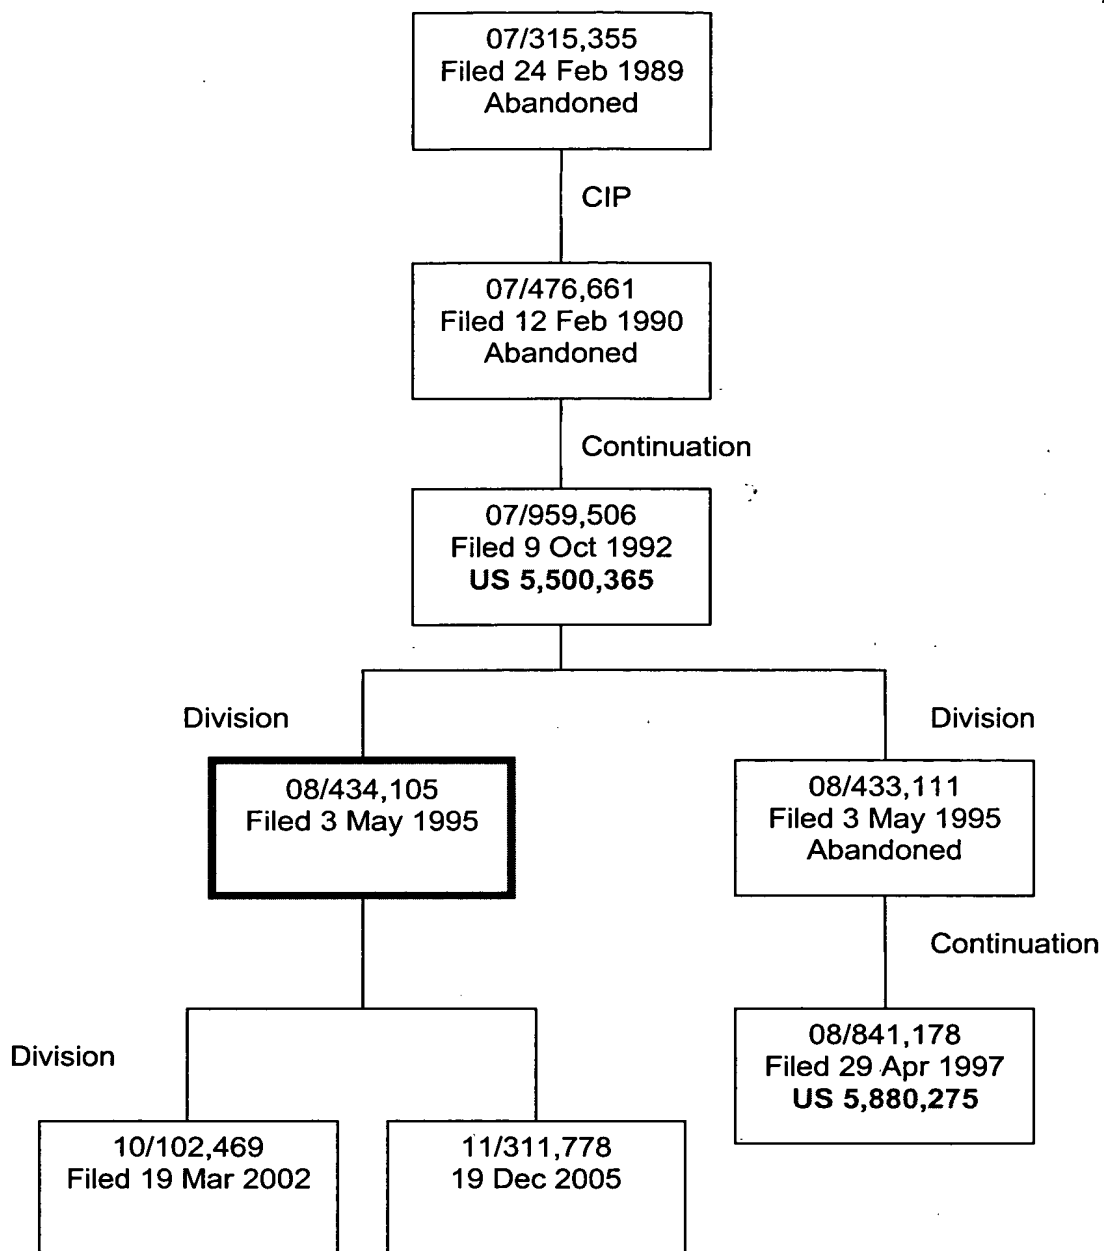 07/315,355
Filed 24 Feb 1989
Abandoned
CIP
07/476,661
Filed 12 Feb 1990
Abandoned
Continuation
07/959,506
Filed 9 Oct 1992
US 5,500,365
Division
Division
08/434,105
Filed 3 May 1995
08/433,111
Filed 3 May 1995
Abandoned
Continuation
08/841,178
Filed 29 Apr 1997
US 5,880,275
Division
10/102,469
Filed 19 Mar 2002
11/311,778
19 Dec 2005